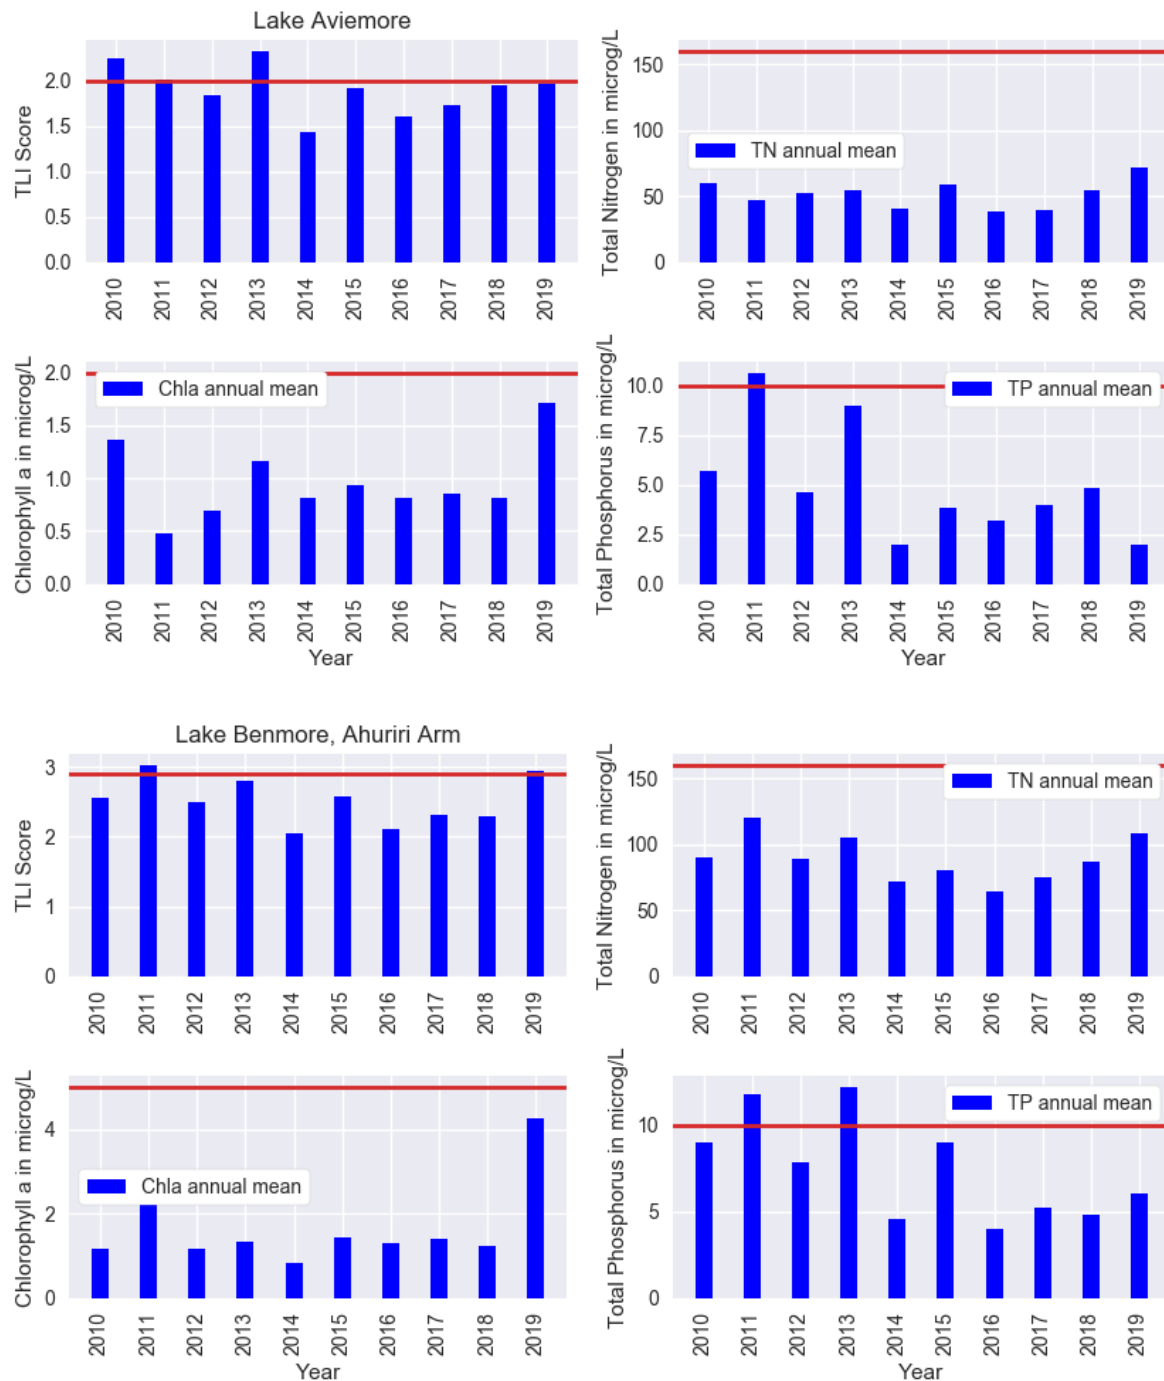 Lake Aviemore
TLI Score
2.0
1.5
1.0
0.5
0.0
2010 2011 2012 2013 2014 2015 2016 2017 2018 2019
Total Nitrogen in microg/L
150
100
50
0
TN annual mean
2010 2011 2012 2013 2014 2015 2016 2017 2018 2019
Chlorophyll a in microg/L
2.0
1.5
1.0
0.5
0.0
Chla annual mean
2010 2011 2012 2013 2014 2015 2016 2017 2018 2019
Year
Total Phosphorus in microg/L
10.0
7.5
5.0
2.5
0.0
TP annual mean
2010 2011 2012 2013 2014 2015 2016 2017 2018 2019
Year
Lake Benmore, Ahuriri Arm
TLI Score
3
2
1
0
2010 2011 2012 2013 2014 2015 2016 2017 2018 2019
Total Nitrogen in microg/L
150
100
50
0
TN annual mean
2010 2011 2012 2013 2014 2015 2016 2017 2018 2019
Chlorophyll a in microg/L
4
2
0
Chla annual mean
2010 2011 2012 2013 2014 2015 2016 2017 2018 2019
Year
Total Phosphorus in microg/L
10
5
0
TP annual mean
2010 2011 2012 2013 2014 2015 2016 2017 2018 2019
Year